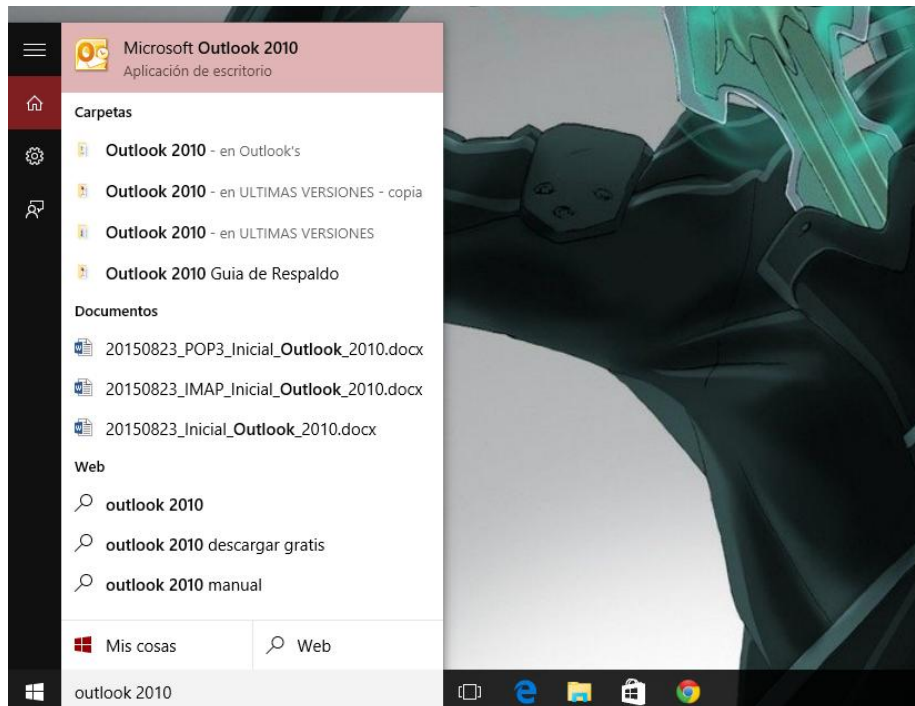 Microsoft Outlook 2010
Aplicación de escritorio
Carpetas
Outlook 2010 - en Outlook's
Outlook 2010 - en ULTIMAS VERSIONES - copia
Outlook 2010 - en ULTIMAS VERSIONES
Outlook 2010 Guia de Respaldo
Documentos
20150823_POP3_Inicial_Outlook_2010.docx
20150823_IMAP_Inicial_Outlook_2010.docx
20150823_Inicial_Outlook_2010.docx
Web
outlook 2010
outlook 2010 descargar gratis
outlook 2010 manual
Mis cosas Web
outlook 2010